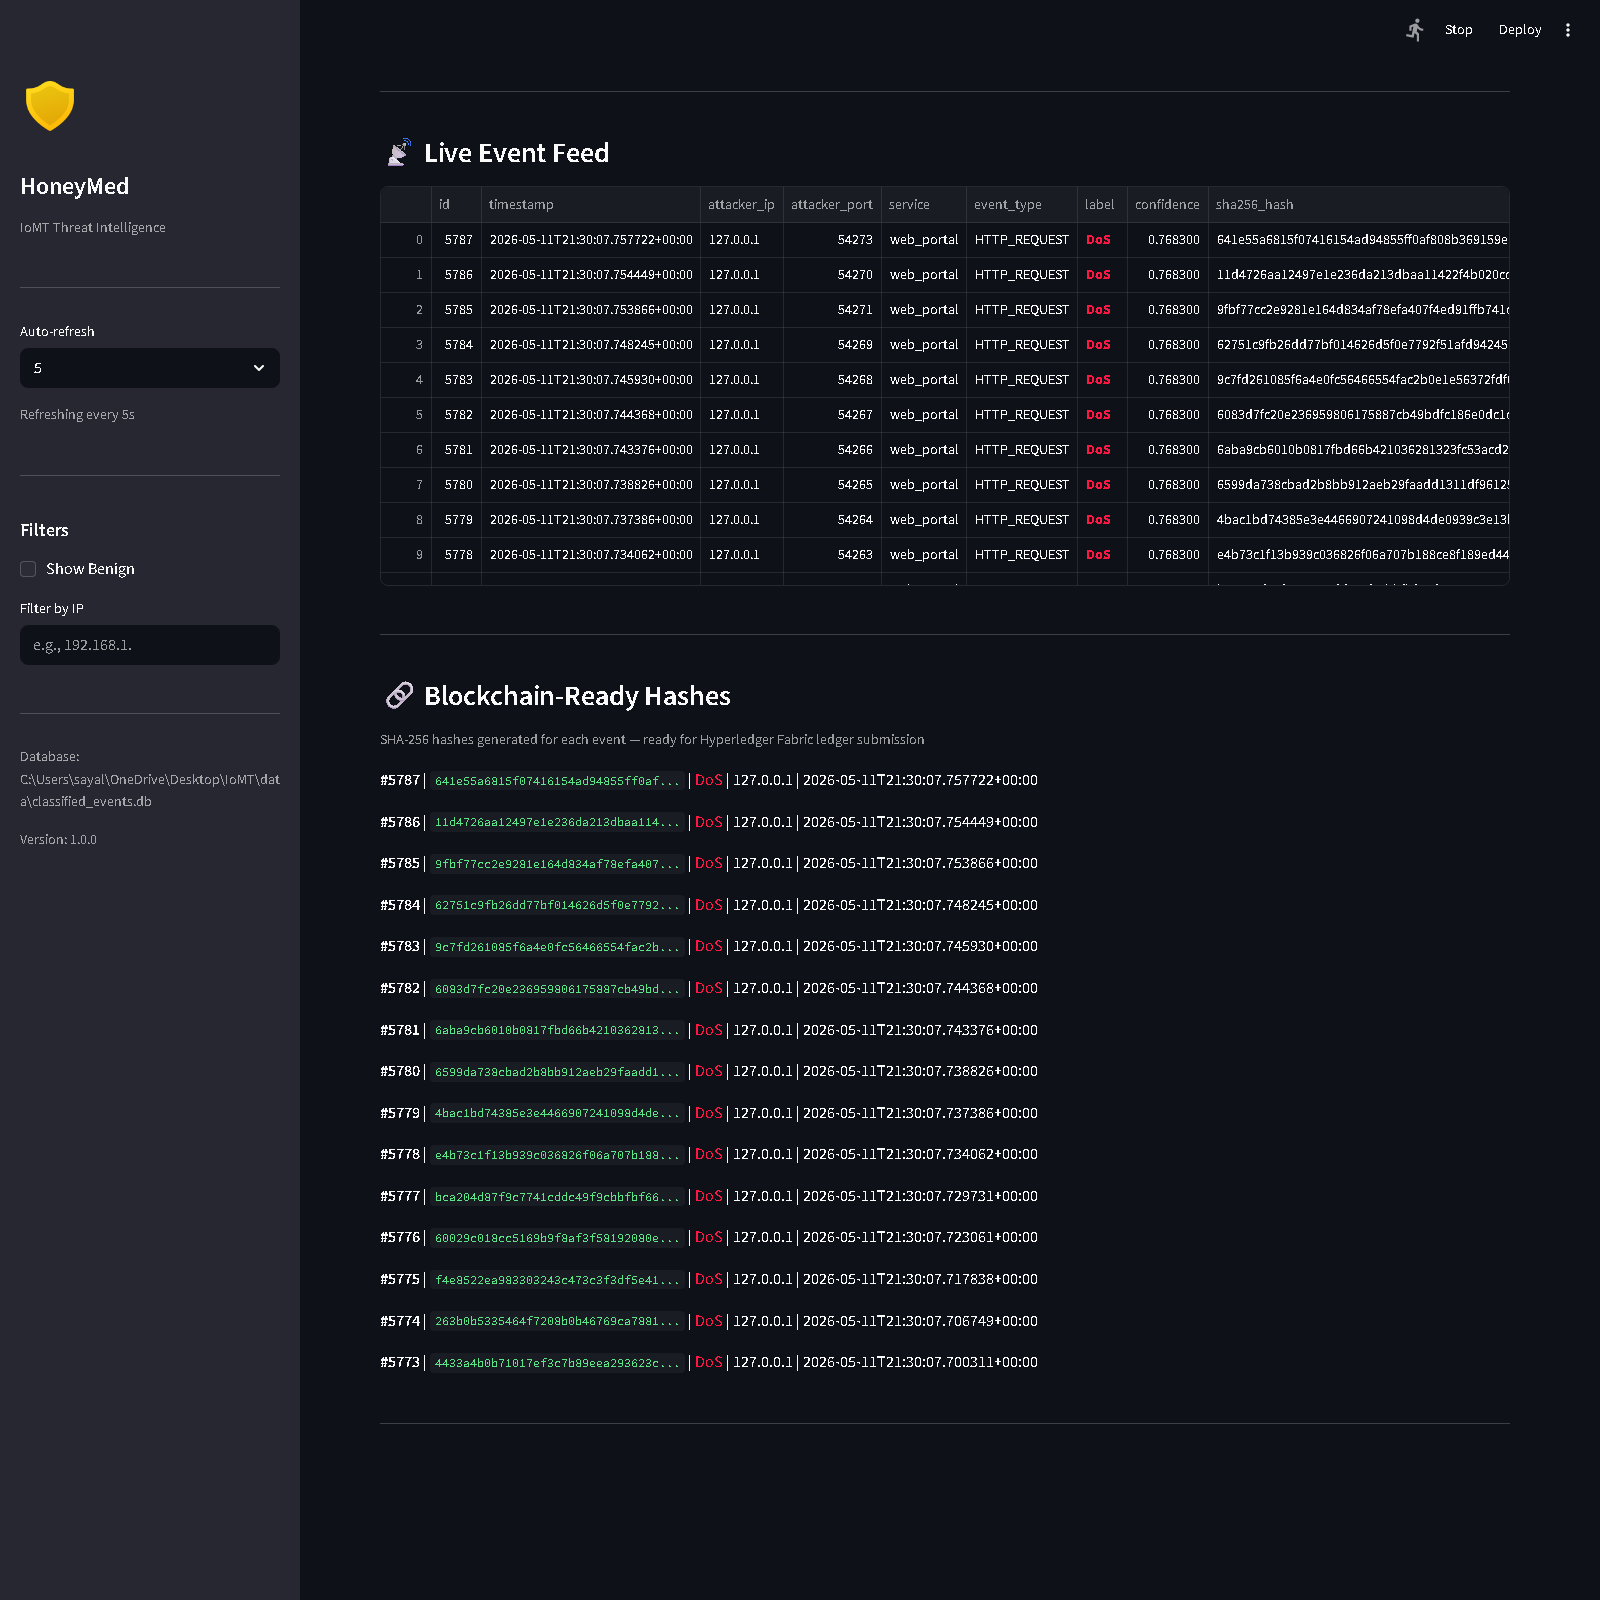 Stop Deploy
HoneyMed
IoMT Threat Intelligence
Auto-refresh
5
Refreshing every 5s
Filters
Show Benign
Filter by IP
e.g., 192.168.1.
Database:
C:\Users\sayal\OneDrive\Desktop\IoMT\dat
a\classified_events.db
Version: 1.0.0
Live Event Feed
id timestamp attacker_ip attacker_port service event_type label confidence sha256_hash
0 5787 2026-05-11T21:30:07.757722+00:00 127.0.0.1 54273 web_portal HTTP_REQUEST DoS 0.768300 641e55a6815f07416154ad94855ff0af808b369159e
1 5786 2026-05-11T21:30:07.754449+00:00 127.0.0.1 54270 web_portal HTTP_REQUEST DoS 0.768300 11d4726aa12497e1e236da213dbaa11422f4b020cc
2 5785 2026-05-11T21:30:07.753866+00:00 127.0.0.1 54271 web_portal HTTP_REQUEST DoS 0.768300 9fbf77cc2e9281e164d834af78efa407f4ed91ffb741
3 5784 2026-05-11T21:30:07.748245+00:00 127.0.0.1 54269 web_portal HTTP_REQUEST DoS 0.768300 62751c9fb26dd77bf014626d5f0e7792f51afd94245
4 5783 2026-05-11T21:30:07.745930+00:00 127.0.0.1 54268 web_portal HTTP_REQUEST DoS 0.768300 9c7fd261085f6a4e0fc56466554fac2b0e1e56372fdf
5 5782 2026-05-11T21:30:07.744368+00:00 127.0.0.1 54267 web_portal HTTP_REQUEST DoS 0.768300 6083d7fc20e236959806175887cb49bdfc186e0dc1
6 5781 2026-05-11T21:30:07.743376+00:00 127.0.0.1 54266 web_portal HTTP_REQUEST DoS 0.768300 6aba9cb6010b0817fbd66b421036281323fc53acd2
7 5780 2026-05-11T21:30:07.738826+00:00 127.0.0.1 54265 web_portal HTTP_REQUEST DoS 0.768300 6599da738cbad2b8bb912aeb29faadd1311df9612
8 5779 2026-05-11T21:30:07.737386+00:00 127.0.0.1 54264 web_portal HTTP_REQUEST DoS 0.768300 4bac1bd74385e3e4466907241098d4de0939c3e13
9 5778 2026-05-11T21:30:07.734062+00:00 127.0.0.1 54263 web_portal HTTP_REQUEST DoS 0.768300 e4b73c1f13b939c036826f06a707b188ce8f189ed44
Blockchain-Ready Hashes
SHA-256 hashes generated for each event — ready for Hyperledger Fabric ledger submission
#5787 | 641e55a6815f07416154ad94855ff0af... | DoS | 127.0.0.1 | 2026-05-11T21:30:07.757722+00:00
#5786 | 11d4726aa12497e1e236da213dbaa114... | DoS | 127.0.0.1 | 2026-05-11T21:30:07.754449+00:00
#5785 | 9fbf77cc2e9281e164d834af78efa407... | DoS | 127.0.0.1 | 2026-05-11T21:30:07.753866+00:00
#5784 | 62751c9fb26dd77bf014626d5f0e7792... | DoS | 127.0.0.1 | 2026-05-11T21:30:07.748245+00:00
#5783 | 9c7fd261085f6a4e0fc56466554fac2b... | DoS | 127.0.0.1 | 2026-05-11T21:30:07.745930+00:00
#5782 | 6083d7fc20e236959806175887cb49bd... | DoS | 127.0.0.1 | 2026-05-11T21:30:07.744368+00:00
#5781 | 6aba9cb6010b0817fbd66b4210362813... | DoS | 127.0.0.1 | 2026-05-11T21:30:07.743376+00:00
#5780 | 6599da738cbad2b8bb912aeb29faadd1... | DoS | 127.0.0.1 | 2026-05-11T21:30:07.738826+00:00
#5779 | 4bac1bd74385e3e4466907241098d4de... | DoS | 127.0.0.1 | 2026-05-11T21:30:07.737386+00:00
#5778 | e4b73c1f13b939c036826f06a707b188... | DoS | 127.0.0.1 | 2026-05-11T21:30:07.734062+00:00
#5777 | bca204d87f9c7741cddc49f9cbbfbf66... | DoS | 127.0.0.1 | 2026-05-11T21:30:07.729731+00:00
#5776 | 60029c018cc5169b9f8af3f58192080e... | DoS | 127.0.0.1 | 2026-05-11T21:30:07.723061+00:00
#5775 | f4e8522ea983303243c473c3f3df5e41... | DoS | 127.0.0.1 | 2026-05-11T21:30:07.717838+00:00
#5774 | 263b0b5335464f7208b0b46769ca7881... | DoS | 127.0.0.1 | 2026-05-11T21:30:07.706749+00:00
#5773 | 4433a4b0b71017ef3c7b89eea293623c... | DoS | 127.0.0.1 | 2026-05-11T21:30:07.700311+00:00